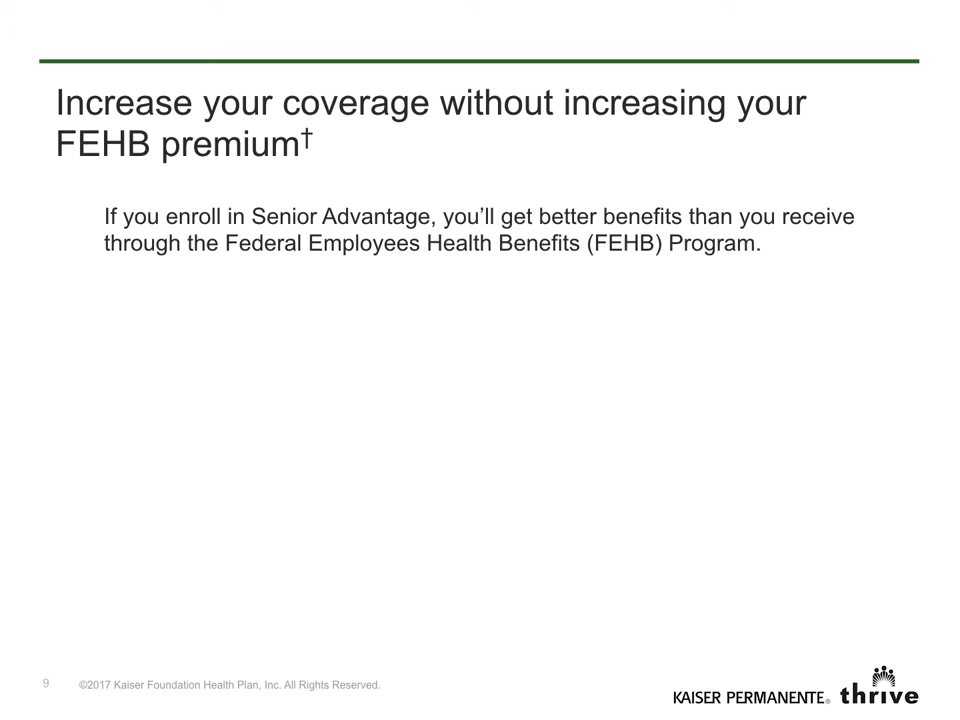 Increase your coverage without increasing your
FEHB premium†
If you enroll in Senior Advantage, you’ll get better benefits than you receive
through the Federal Employees Health Benefits (FEHB) Program.
9 ©2017 Kaiser Foundation Health Plan, Inc. All Rights Reserved.
KAISER PERMANENTE® thrive